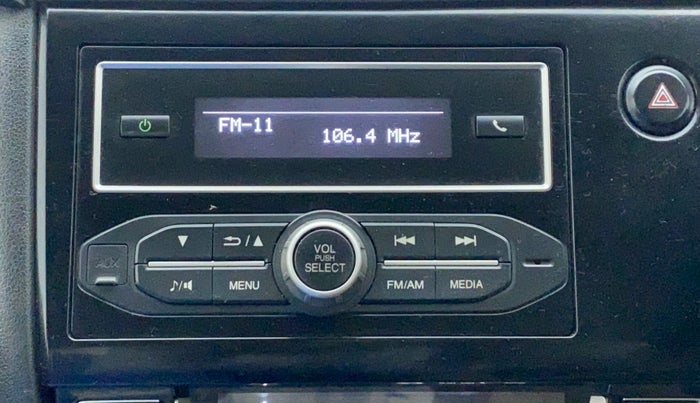 FM-11
106.4 MHz
VOL
PUSH
SELECT
MENU
FM/AM
MEDIA
AUX